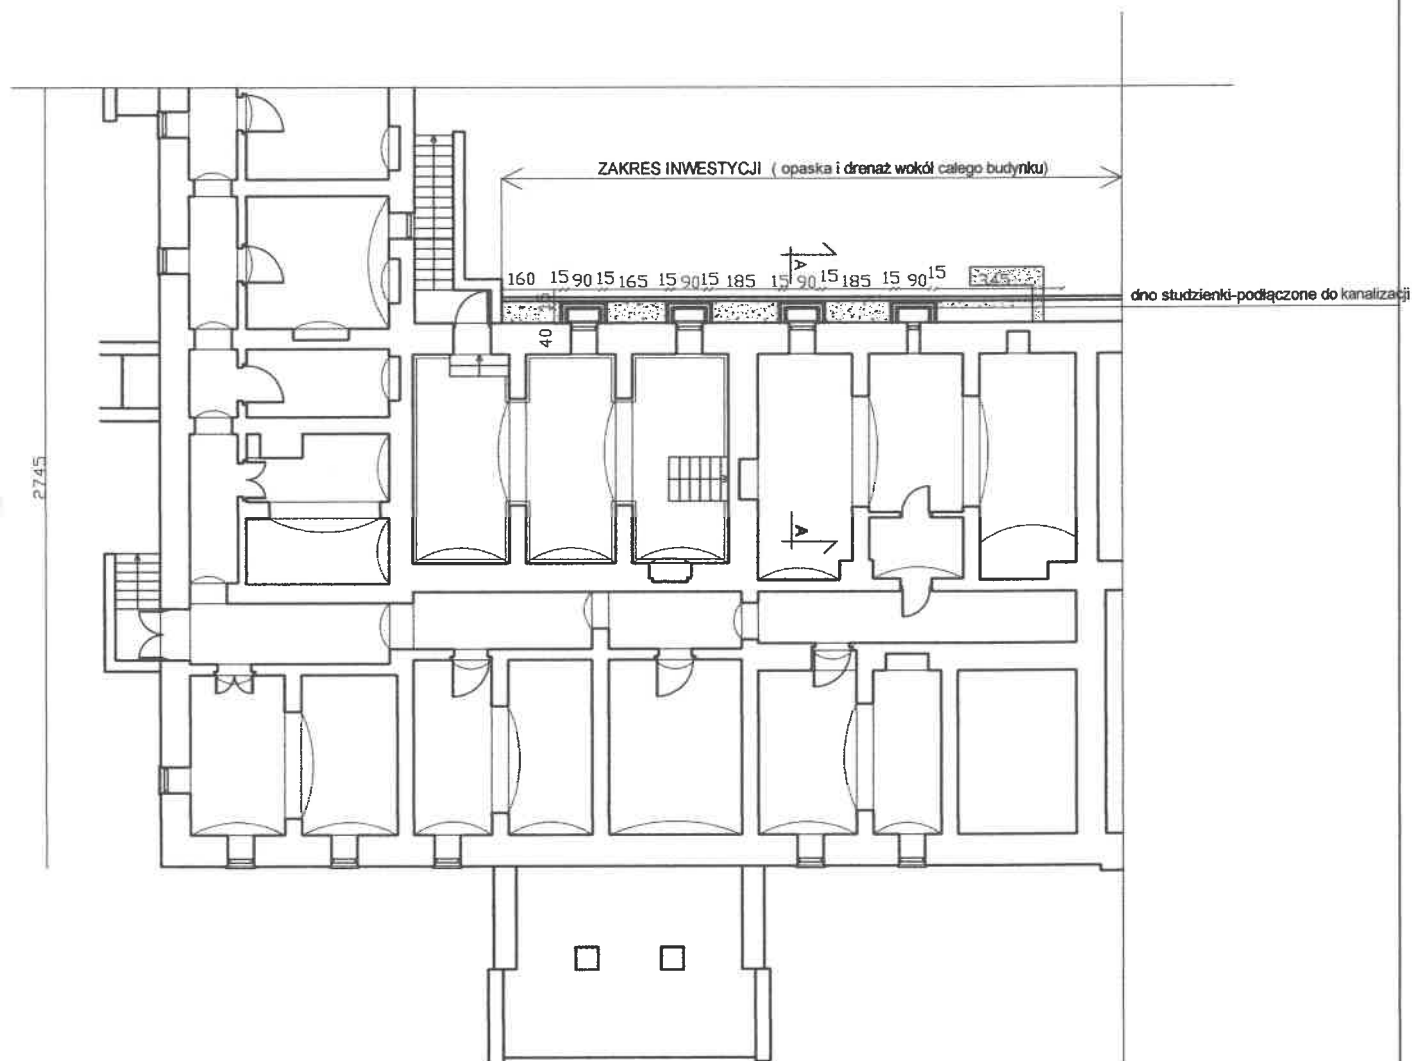 ZAKRES INWESTYCJI ( opaska i drenaż wokół całego budynku)
A
160 15 90 15 165 15 90 15 185 15 90 15 185 15 90 15 345
dno studzienki-podłączone do kanalizacji
40
2745
A